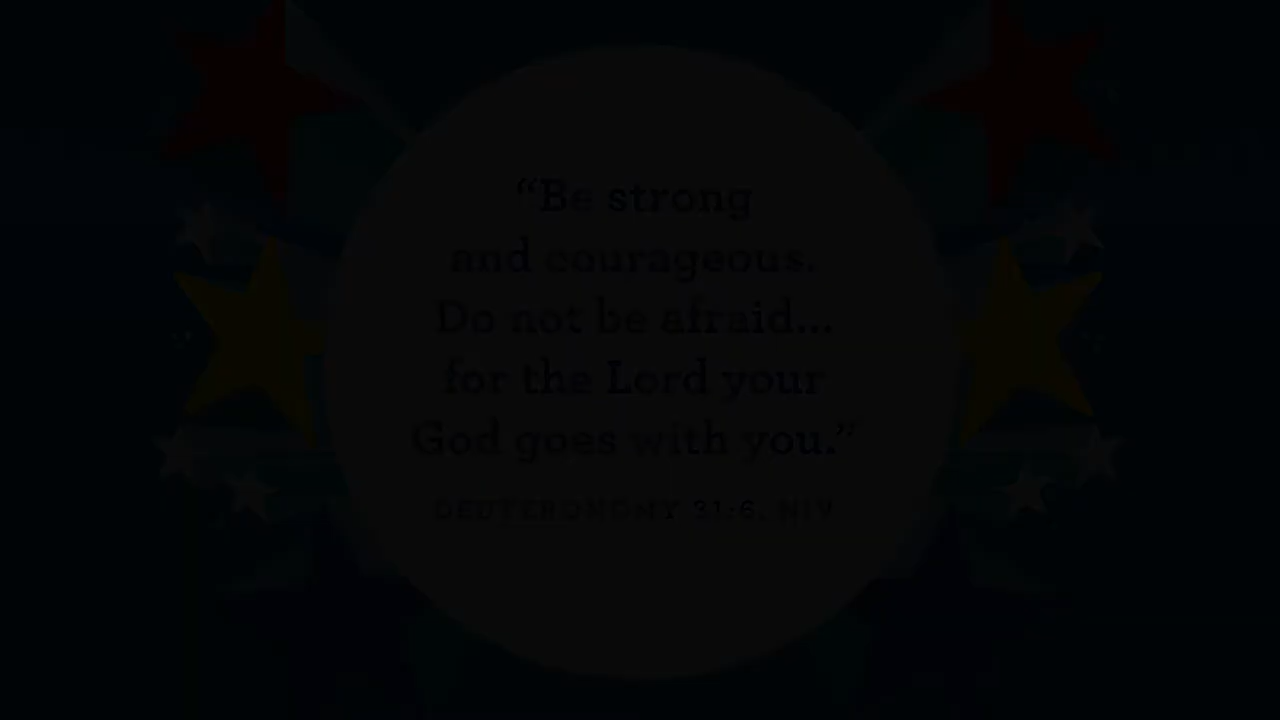 “Be strong
and courageous.
Do not be afraid...
for the Lord your
God goes with you.”
DEUTERONOMY 31:6, NIV